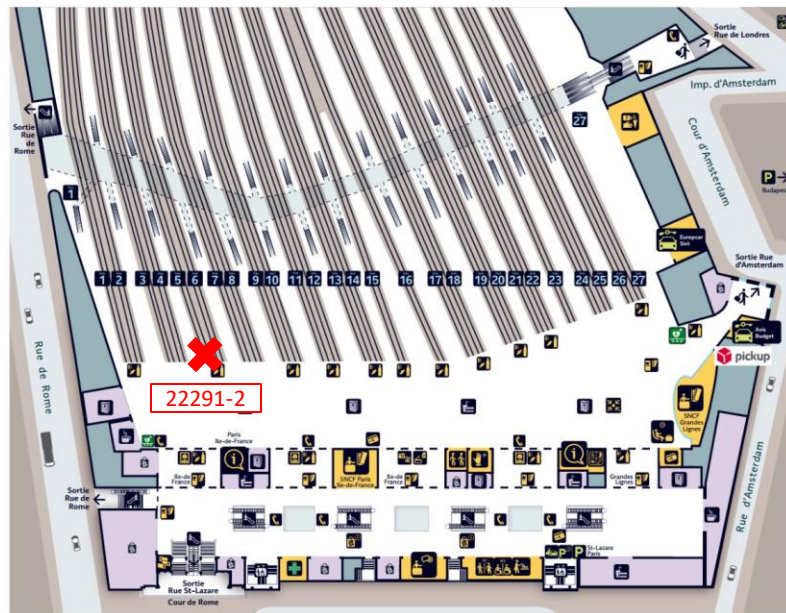 Sortie
Rue de Londres
Imp. d'Amsterdam
27
Sortie
Rue
de
Rome
Cour d'Amsterdam
P
Budapest
1
Europcar
Sixt
Sortie Rue
d'Amsterdam
1 2 3 4 5 6 7 8 9 10 11 12 13 14 15 16 17 18 19 20 21 22 23 24 25 26 27
Avis
Budget
pickup
Rue de Rome
22291-2
SNCF
Grandes
Lignes
Paris
Ile-de-France
Ile-de
France
SNCF Paris
Ile-de-France
Ile-de
France
Grandes
Lignes
Rue d'Amsterdam
Sortie
Rue de
Rome
St-Lazare
Paris
P P
Sortie
Rue St-Lazare
Cour de Rome